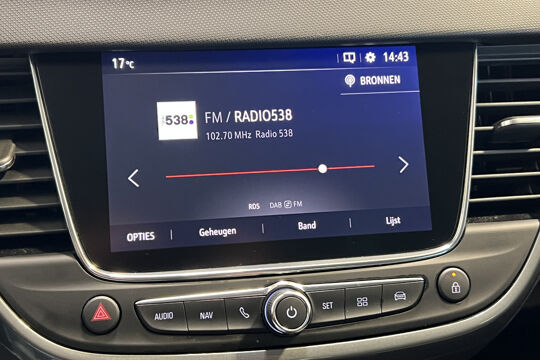 17°C 14:43
BRONNEN
538
FM / RADIO538
102.70 MHz Radio 538
RDS DAB FM
OPTIES Geheugen Band Lijst
AUDIO NAV SET